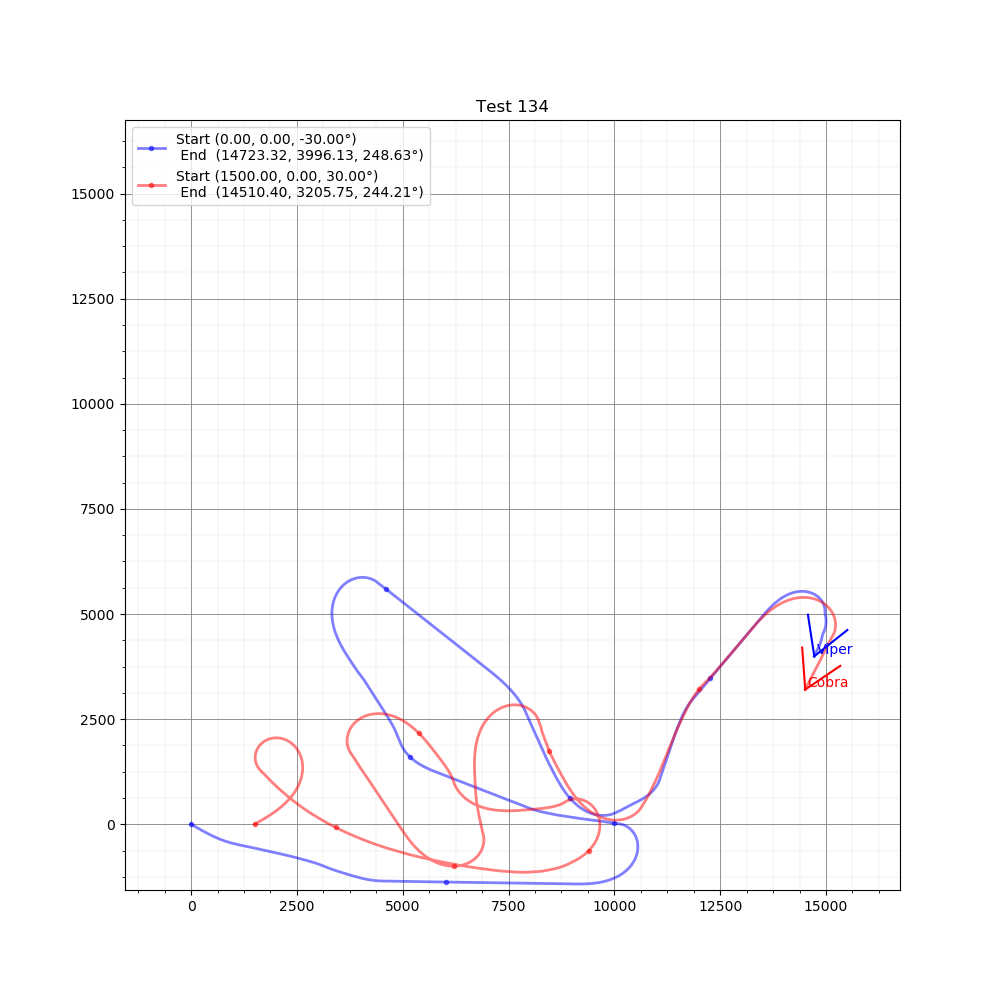 Test 134
Start (0.00, 0.00, -30.00°)
End (14723.32, 3996.13, 248.63°)
Start (1500.00, 0.00, 30.00°)
End (14510.40, 3205.75, 244.21°)
15000
12500
10000
7500
5000
2500
0
Viper
Cobra
0 2500 5000 7500 10000 12500 15000